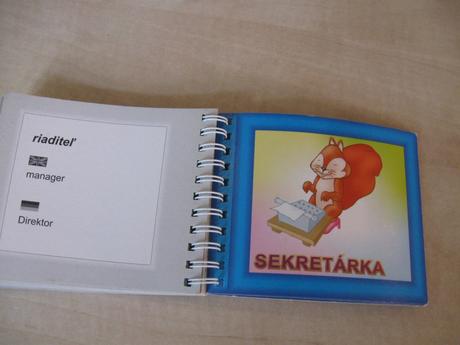 riaditeľ
manager
Direktor
SEKRETÁRKA